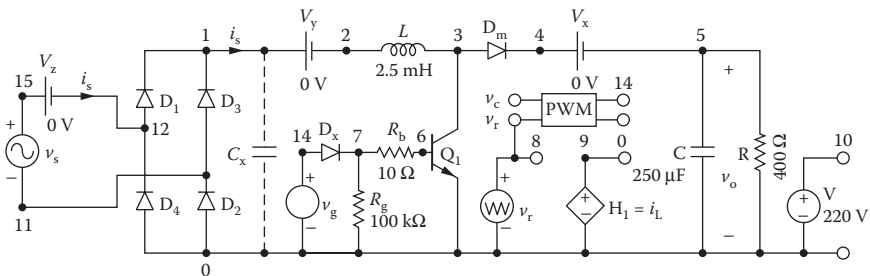 1
i_s
V_y
0 V
2
L
2.5 mH
3
D_m
4
V_x
0 V
5
15
V_z
i_s
0 V
D_1
D_3
12
+
v_s
−
11
D_4
D_2
0
C_x
14
D_x
7
R_b
10 Ω
6
Q_1
+
v_g
−
R_g
100 kΩ
v_c
v_r
PWM
14
8
9
0
+
v_r
−
+
−
H_1 = i_L
C
250 μF
+
v_o
−
R
400 Ω
10
+
−
V
220 V